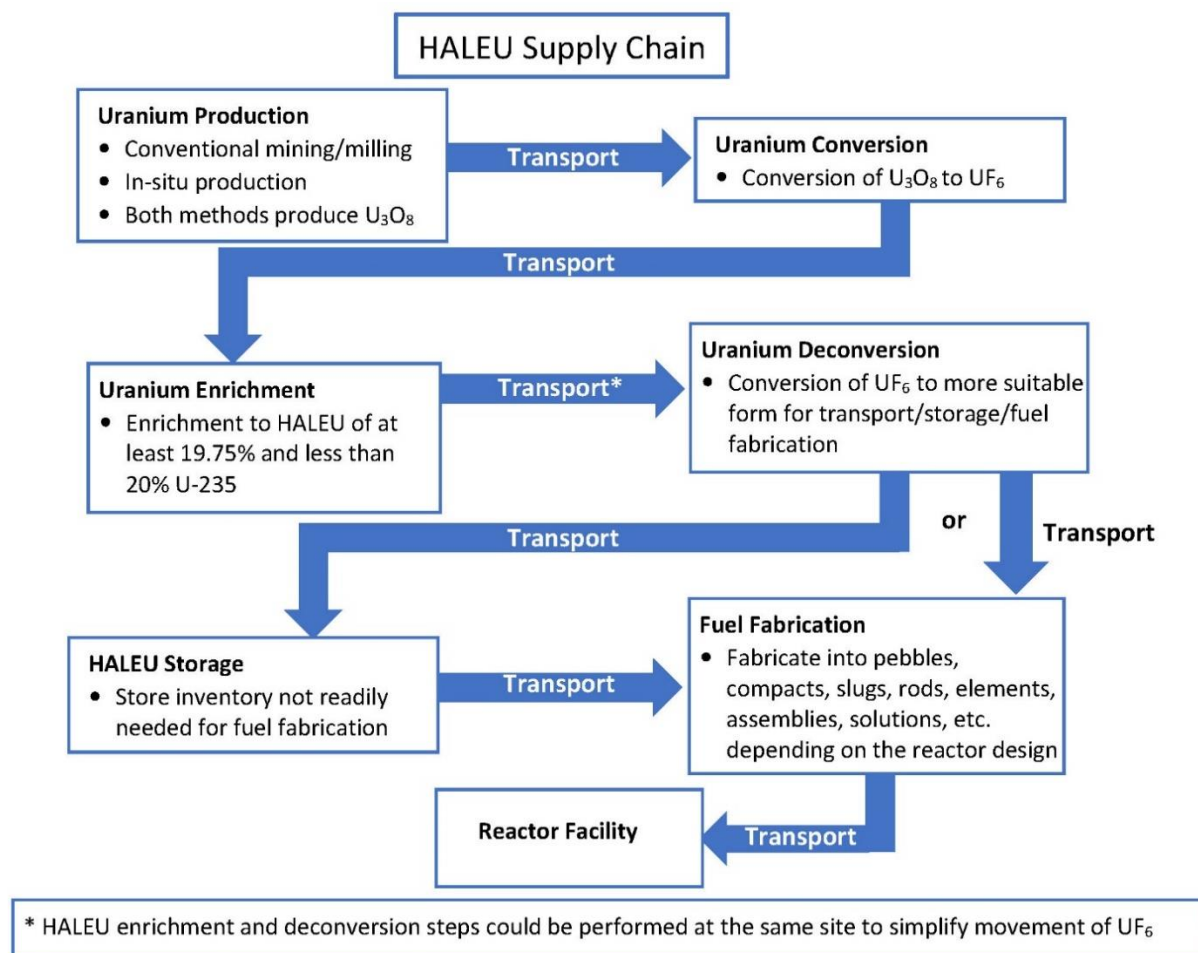 HALEU Supply Chain
Uranium Production
• Conventional mining/milling
• In-situ production
• Both methods produce U₃O₈
Transport
Uranium Conversion
• Conversion of U₃O₈ to UF₆
Transport
Uranium Enrichment
• Enrichment to HALEU of at
least 19.75% and less than
20% U-235
Transport*
Uranium Deconversion
• Conversion of UF₆ to more suitable
form for transport/storage/fuel
fabrication
Transport
or
Transport
HALEU Storage
• Store inventory not readily
needed for fuel fabrication
Transport
Fuel Fabrication
• Fabricate into pebbles,
compacts, slugs, rods, elements,
assemblies, solutions, etc.
depending on the reactor design
Transport
Reactor Facility
* HALEU enrichment and deconversion steps could be performed at the same site to simplify movement of UF₆